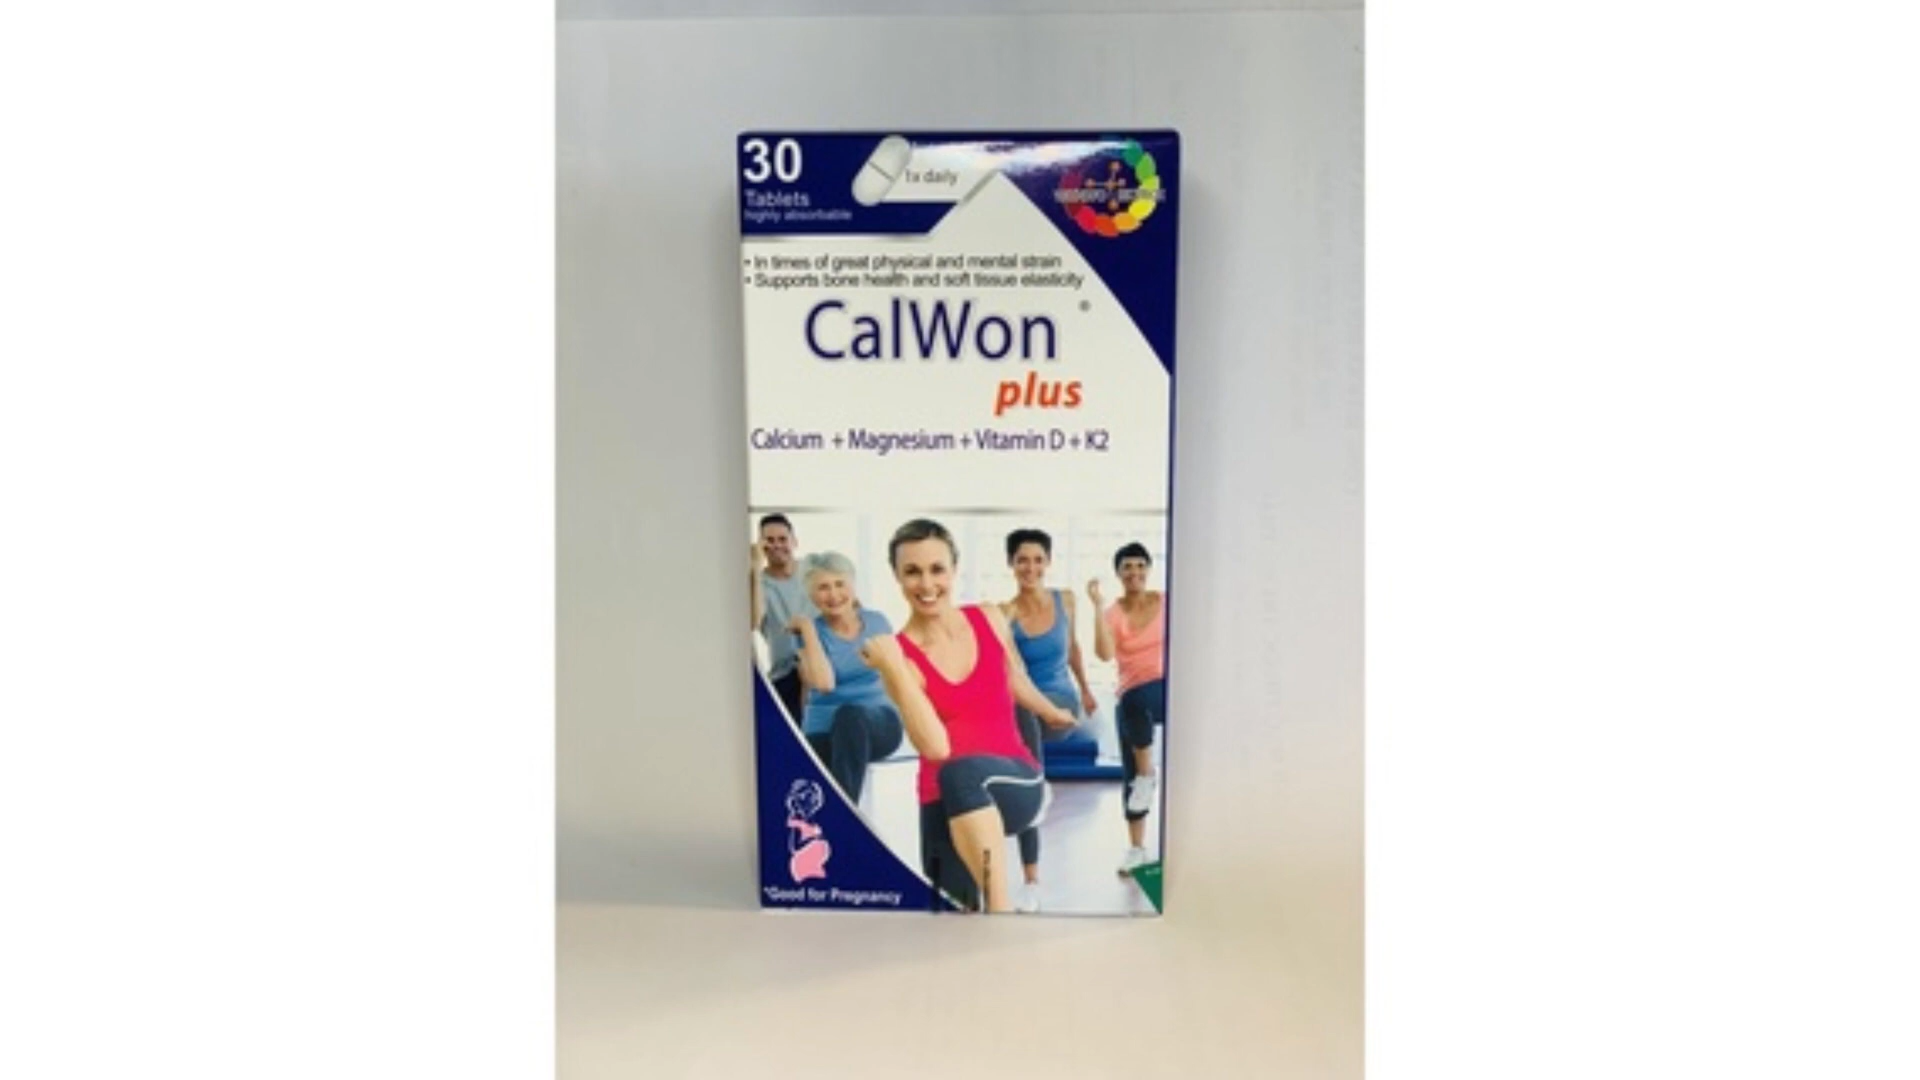 30
Tablets
highly absorbable
1x daily
• In times of great physical and mental strain
• Supports bone health and soft tissue elasticity
CalWon ®
plus
Calcium + Magnesium + Vitamin D + K2
*Good for Pregnancy